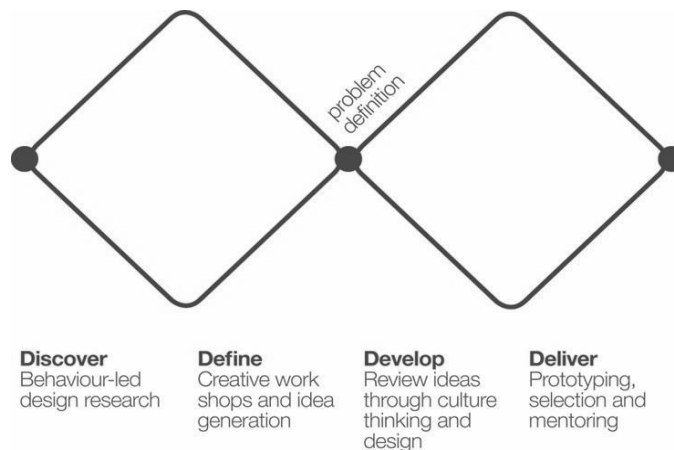 problem
definition
Discover
Behaviour-led
design research
Define
Creative work
shops and idea
generation
Develop
Review ideas
through culture
thinking and
design
Deliver
Prototyping,
selection and
mentoring